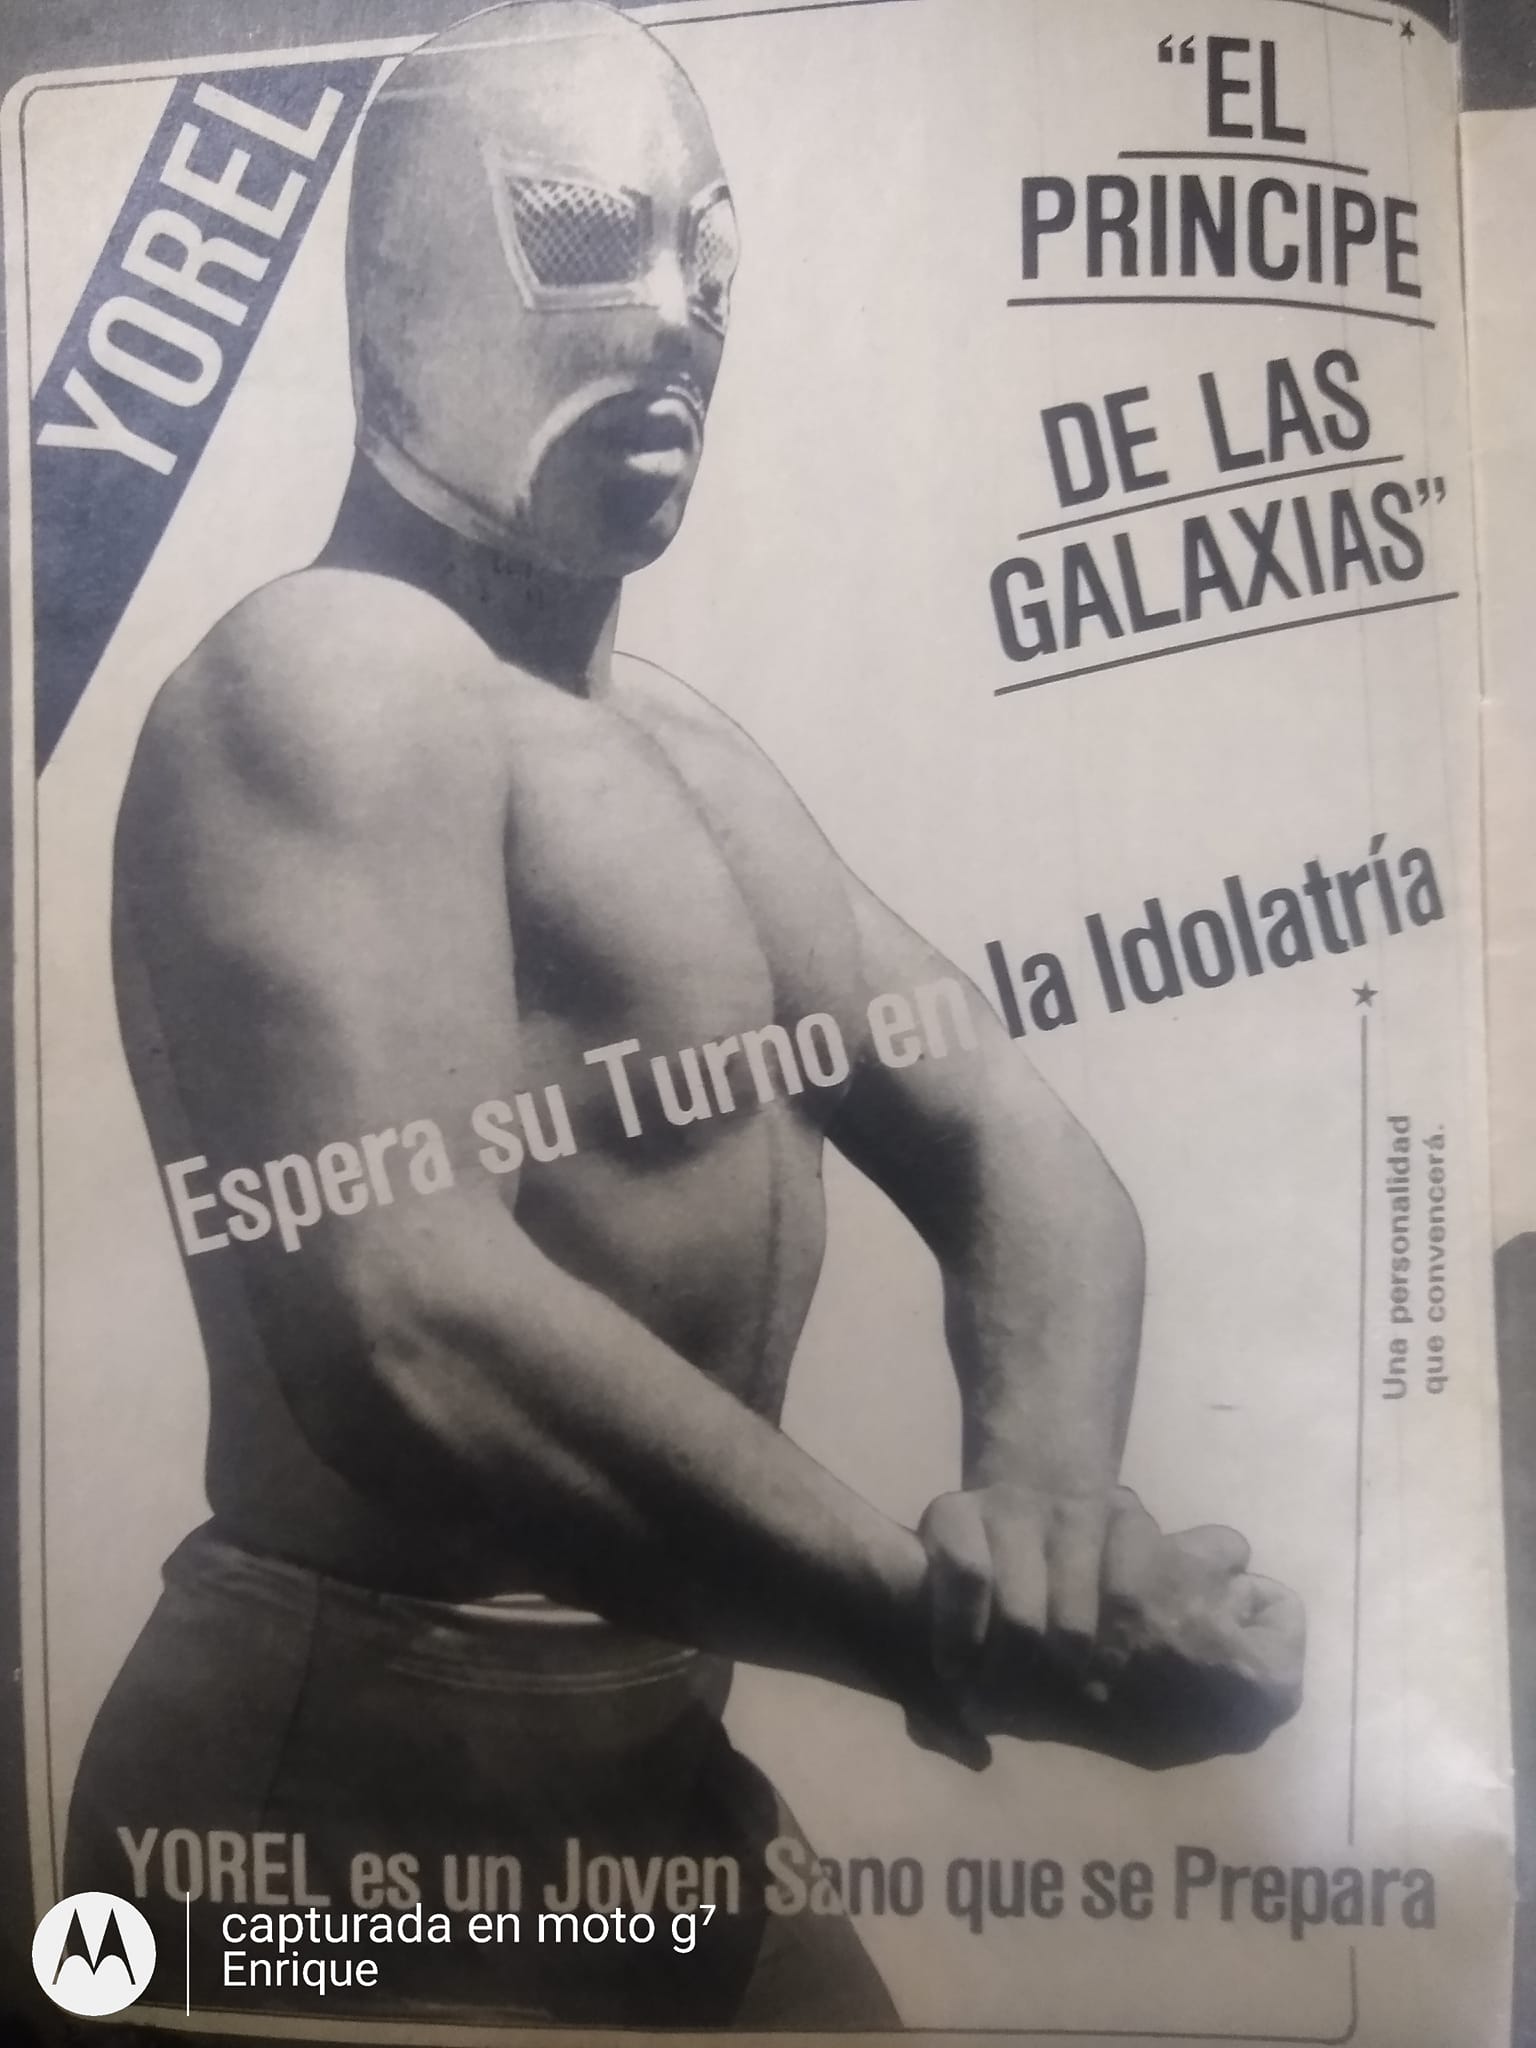 YOREL
“EL
PRINCIPE
DE LAS
GALAXIAS”
Espera su Turno en la Idolatría
Una personalidad
que convencerá.
YOREL es un Joven Sano que se Prepara
capturada en moto g⁷
Enrique